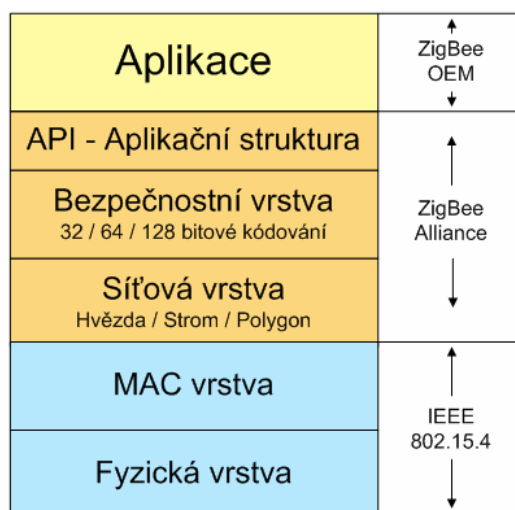 Aplikace
ZigBee
OEM
API - Aplikační struktura
Bezpečnostní vrstva
32 / 64 / 128 bitové kódování
ZigBee
Alliance
Síťová vrstva
Hvězda / Strom / Polygon
MAC vrstva
IEEE
802.15.4
Fyzická vrstva